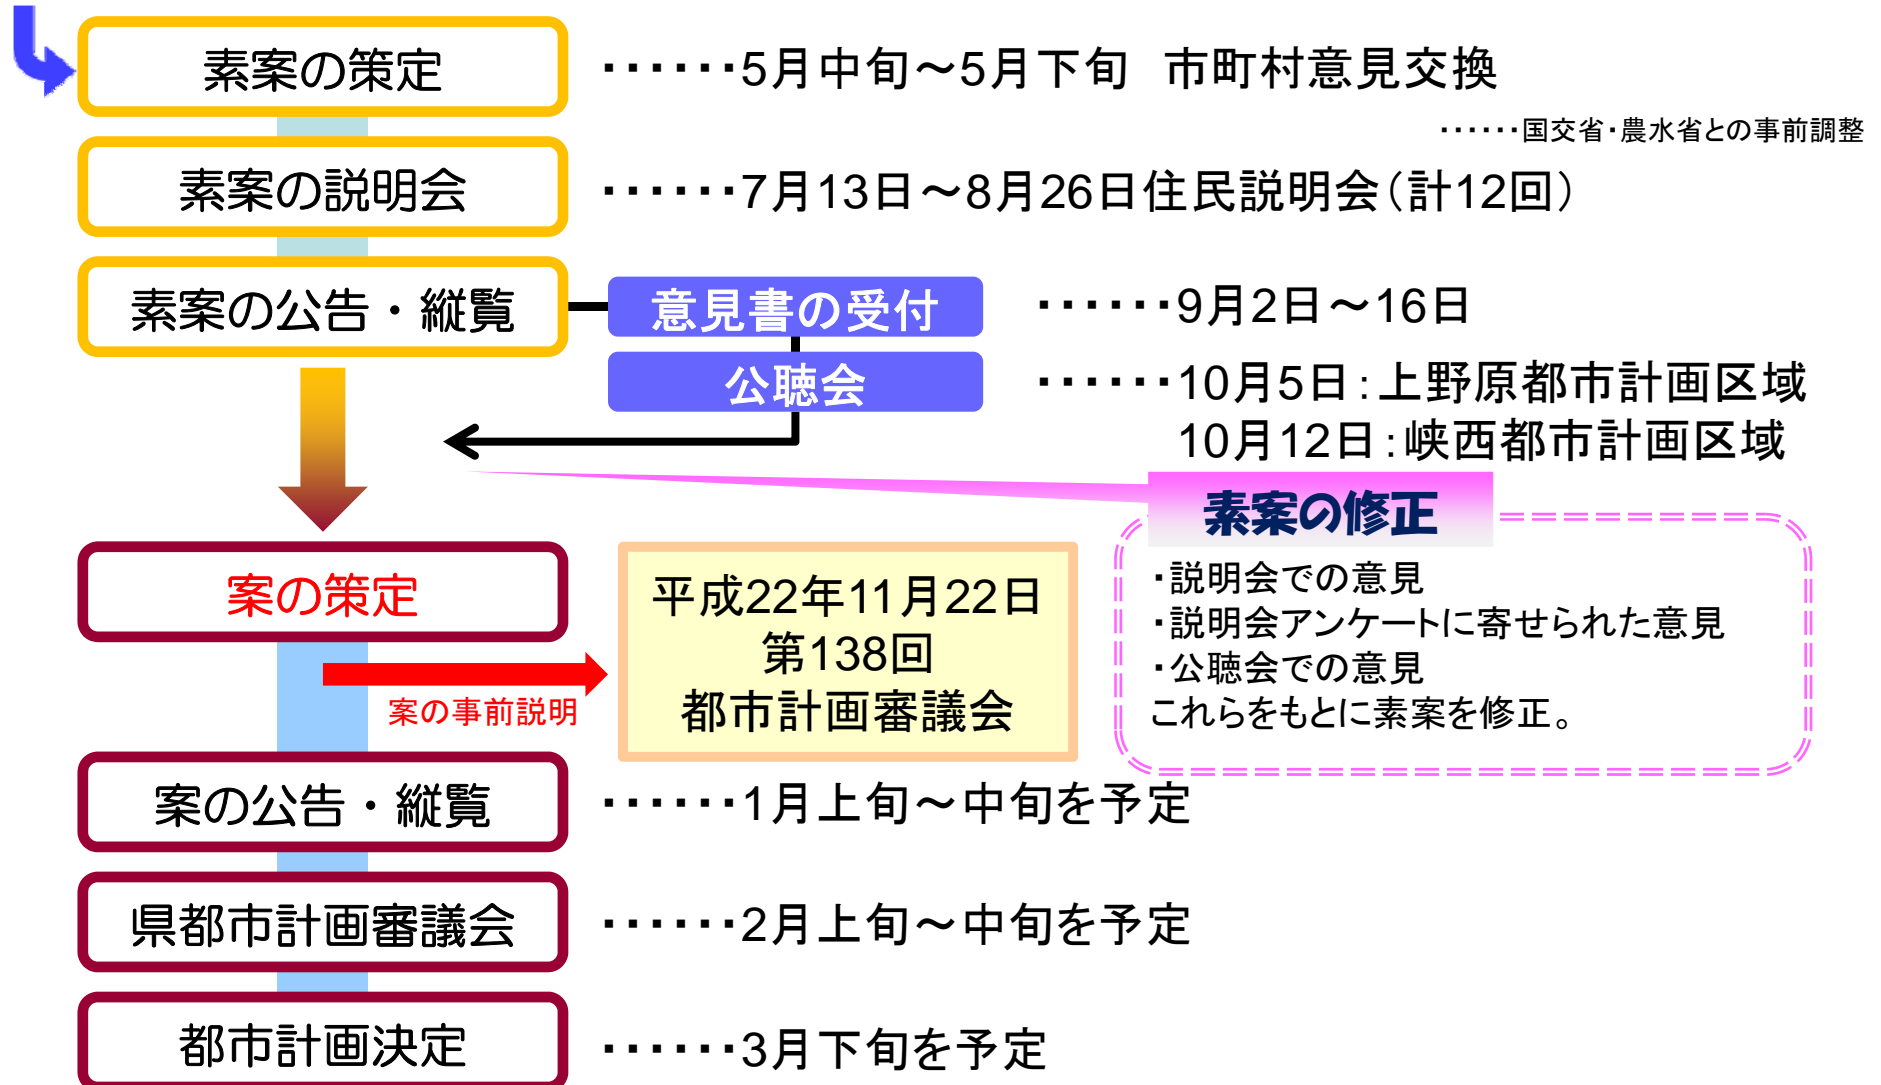 素案の策定
・・・・・・5月中旬～5月下旬　市町村意見交換
・・・・・・国交省・農水省との事前調整
素案の説明会
・・・・・・7月13日～8月26日住民説明会（計12回）
素案の公告・縦覧
意見書の受付
・・・・・・9月2日～16日
公聴会
・・・・・・10月5日：上野原都市計画区域
10月12日：峡西都市計画区域
素案の修正
・説明会での意見
・説明会アンケートに寄せられた意見
・公聴会での意見
これらをもとに素案を修正。
案の策定
案の事前説明
平成22年11月22日
第138回
都市計画審議会
案の公告・縦覧
・・・・・・1月上旬～中旬を予定
県都市計画審議会
・・・・・・2月上旬～中旬を予定
都市計画決定
・・・・・・3月下旬を予定